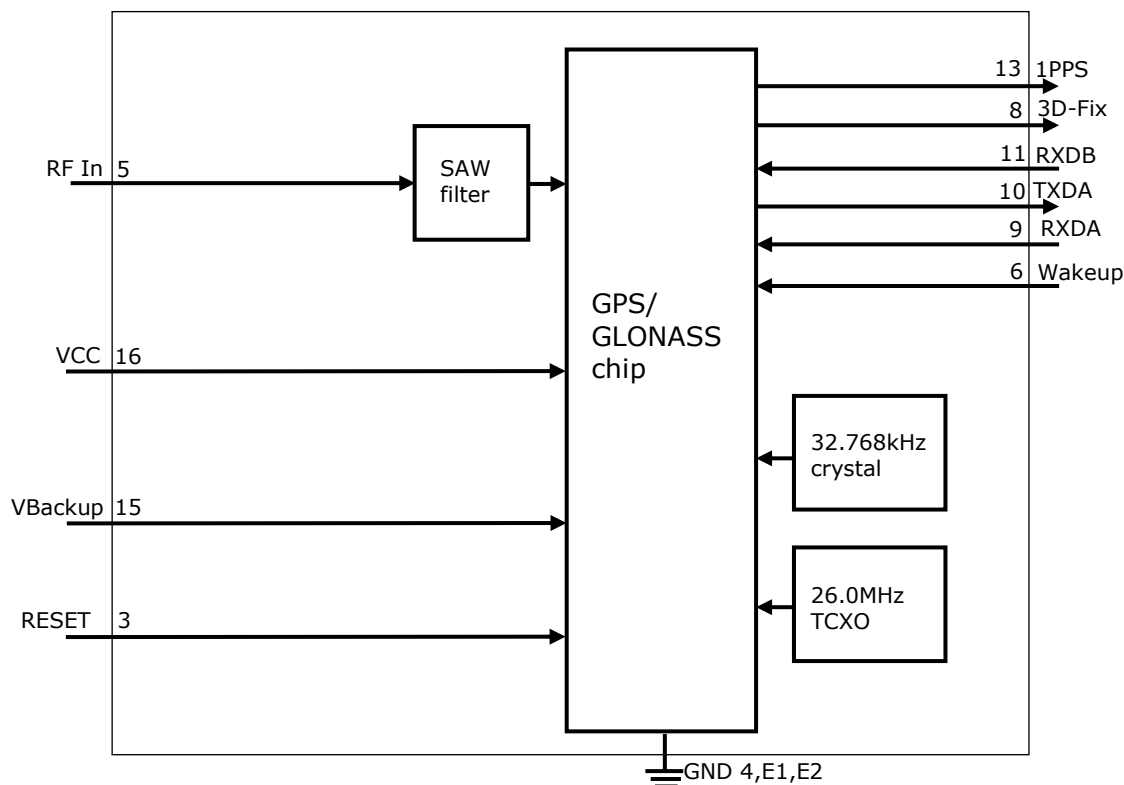 13 1PPS
8 3D-Fix
RF In 5
SAW
filter
11 RXDB
10 TXDA
9 RXDA
6 Wakeup
GPS/
GLONASS
chip
VCC 16
32.768kHz
crystal
VBackup 15
26.0MHz
TCXO
RESET 3
GND 4,E1,E2